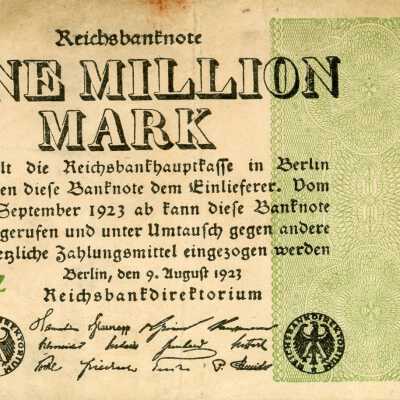 Reichsbanknote
NE MILLION
MARK
lt die Reichsbankhauptkasse in Berlin
en diese Banknote dem Einlieferer. Vom
September 1923 ab kann diese Banknote
gerufen und unter Umtausch gegen andere
etzliche Zahlungsmittel eingezogen werden
Berlin, den 9. August 1923
Reichsbankdirektorium
REICHSBANKDIREKTORIUM